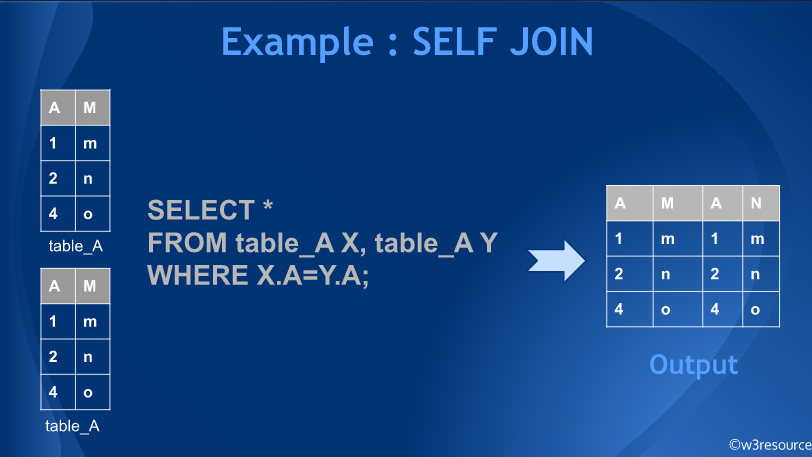 Example : SELF JOIN
A M
1 m
2 n
4 o
table_A
A M
1 m
2 n
4 o
table_A
SELECT *
FROM table_A X, table_A Y
WHERE X.A=Y.A;
A M A N
1 m 1 m
2 n 2 n
4 o 4 o
Output
©w3resource